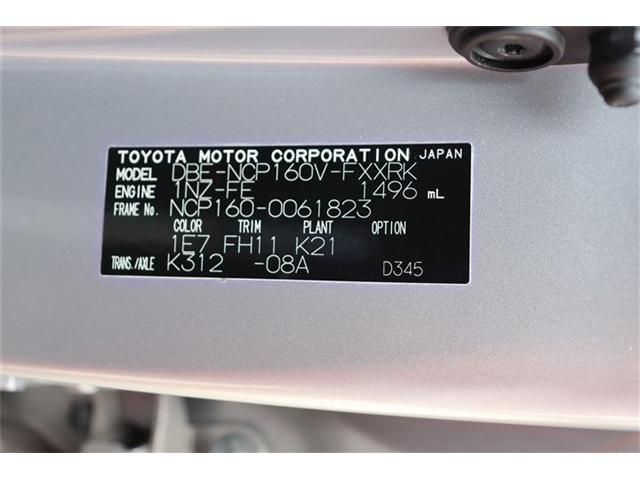 TOYOTA MOTOR CORPORATION JAPAN
MODEL DBE-NCP160V-FXXRK
ENGINE 1NZ-FE 1496 mL
FRAME No. NCP160-0061823
COLOR TRIM PLANT OPTION
1E7 FH11 K21
TRANS./AXLE K312 -08A D345